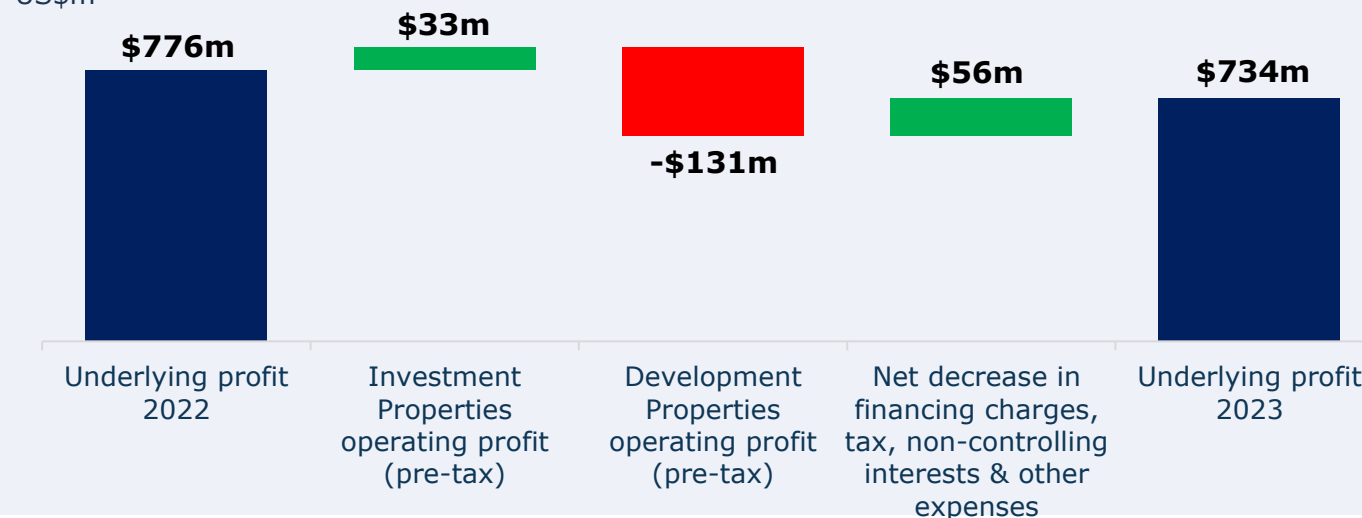 US$m
$776m
$33m
-$131m
$56m
$734m
Underlying profit
2022
Investment
Properties
operating profit
(pre-tax)
Development
Properties
operating profit
(pre-tax)
Net decrease in
financing charges,
tax, non-controlling
interests & other
expenses
Underlying profit
2023